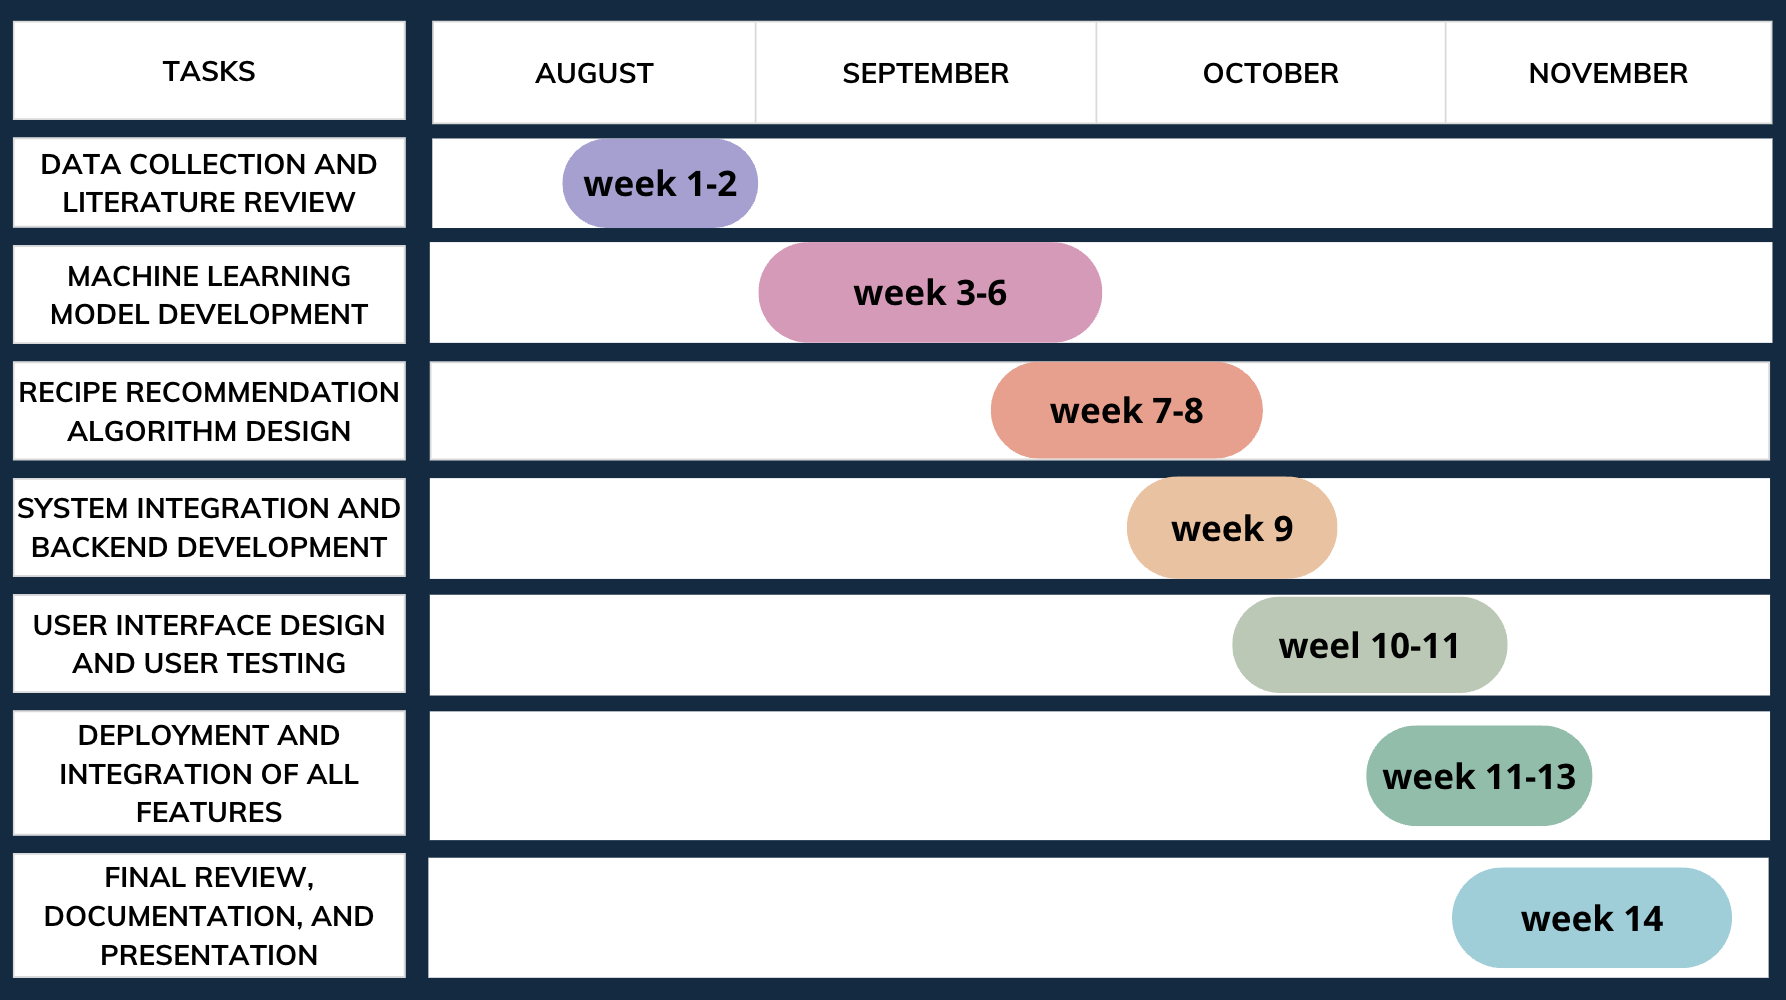 TASKS
AUGUST
SEPTEMBER
OCTOBER
NOVEMBER
DATA COLLECTION AND
LITERATURE REVIEW
week 1-2
MACHINE LEARNING
MODEL DEVELOPMENT
week 3-6
RECIPE RECOMMENDATION
ALGORITHM DESIGN
week 7-8
SYSTEM INTEGRATION AND
BACKEND DEVELOPMENT
week 9
USER INTERFACE DESIGN
AND USER TESTING
weel 10-11
DEPLOYMENT AND
INTEGRATION OF ALL
FEATURES
week 11-13
FINAL REVIEW,
DOCUMENTATION, AND
PRESENTATION
week 14